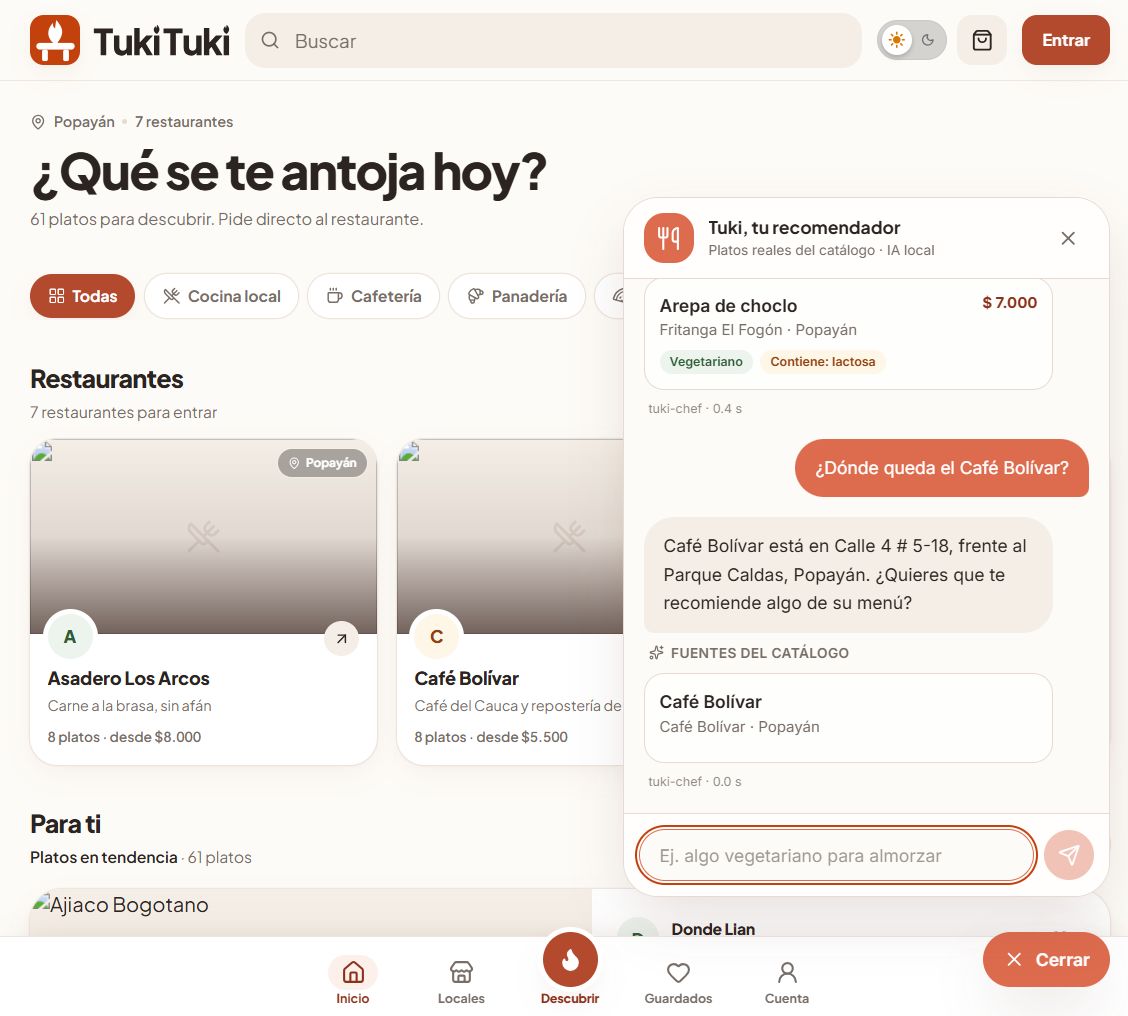 TukiTuki
Buscar
Entrar
Popayán • 7 restaurantes
¿Qué se te antoja hoy?
61 platos para descubrir. Pide directo al restaurante.
Todas
Cocina local
Cafetería
Panadería
Restaurantes
7 restaurantes para entrar
Popayán
A
Asadero Los Arcos
Carne a la brasa, sin afán
8 platos · desde $8.000
C
Café Bolívar
Café del Cauca y repostería de
8 platos · desde $5.500
Para ti
Platos en tendencia · 61 platos
Ajiaco Bogotano
Donde Lian
Tuki, tu recomendador
Platos reales del catálogo · IA local
Arepa de choclo
$ 7.000
Fritanga El Fogón · Popayán
Vegetariano
Contiene: lactosa
tuki-chef · 0.4 s
¿Dónde queda el Café Bolívar?
Café Bolívar está en Calle 4 # 5-18, frente al
Parque Caldas, Popayán. ¿Quieres que te
recomiende algo de su menú?
FUENTES DEL CATÁLOGO
Café Bolívar
Café Bolívar · Popayán
tuki-chef · 0.0 s
Ej. algo vegetariano para almorzar
Cerrar
Inicio
Locales
Descubrir
Guardados
Cuenta